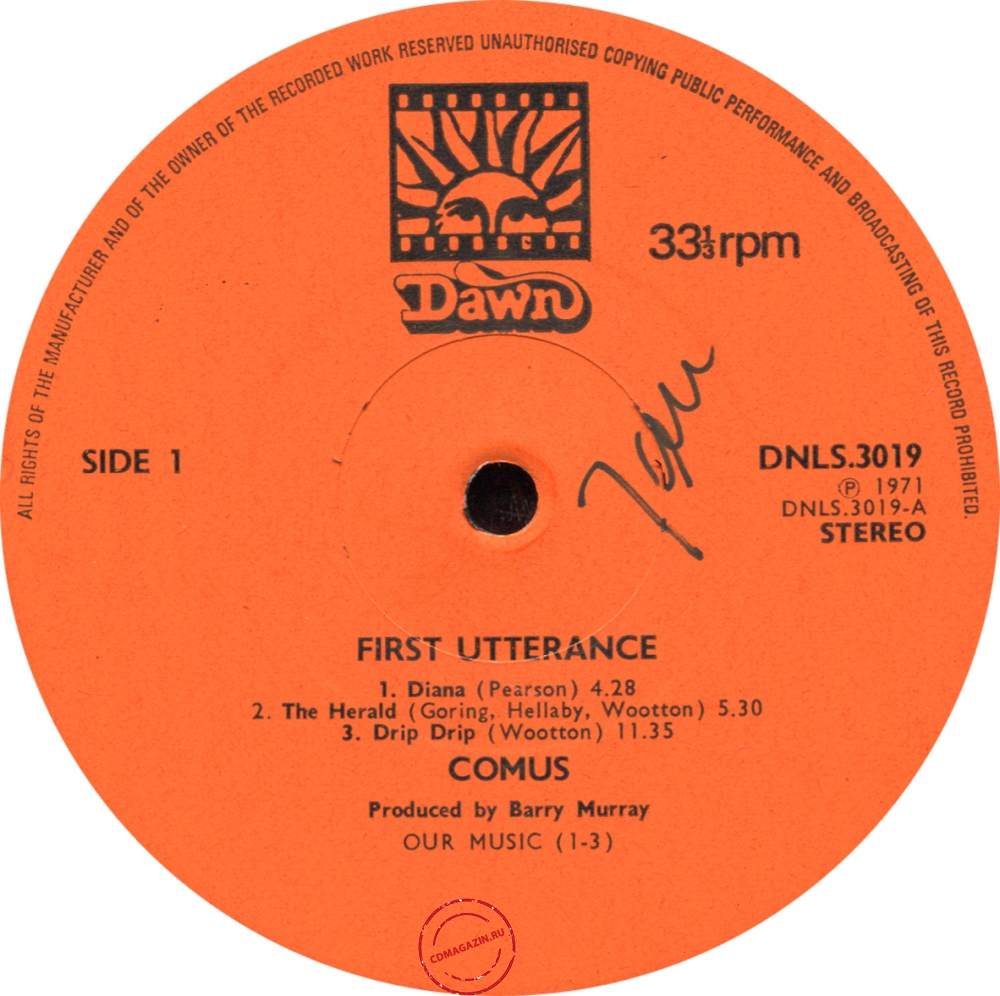 ALL RIGHTS OF THE MANUFACTURER AND OF THE OWNER OF THE RECORDED WORK RESERVED UNAUTHORISED COPYING PUBLIC PERFORMANCE AND BROADCASTING OF THIS RECORD PROHIBITED.
33⅓rpm
Dawn
SIDE 1
DNLS.3019
Ⓟ 1971
DNLS.3019-A
STEREO
FIRST UTTERANCE
1. Diana (Pearson) 4.28
2. The Herald (Goring, Hellaby, Wootton) 5.30
3. Drip Drip (Wootton) 11.35
COMUS
Produced by Barry Murray
OUR MUSIC (1-3)
CDMAGAZIN.RU